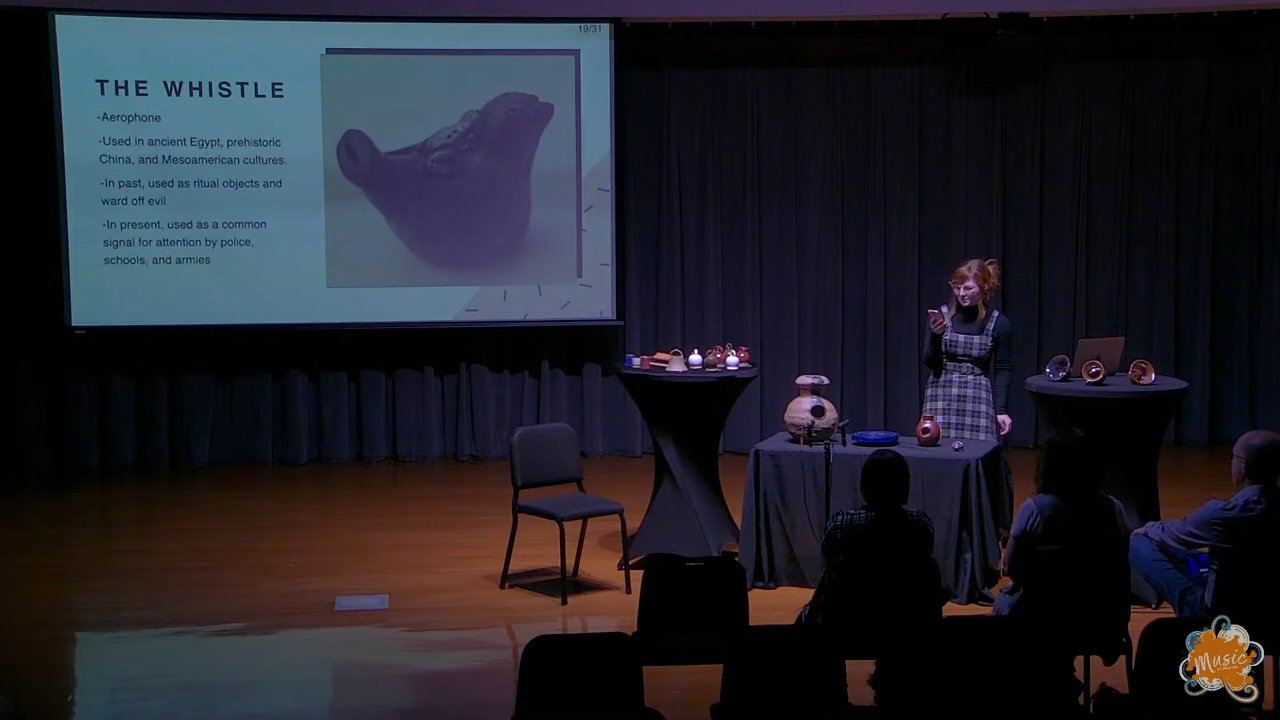 19/31
THE WHISTLE
-Aerophone
-Used in ancient Egypt, prehistoric
China, and Mesoamerican cultures.
-In past, used as ritual objects and
ward off evil
-In present, used as a common
signal for attention by police,
schools, and armies
Music